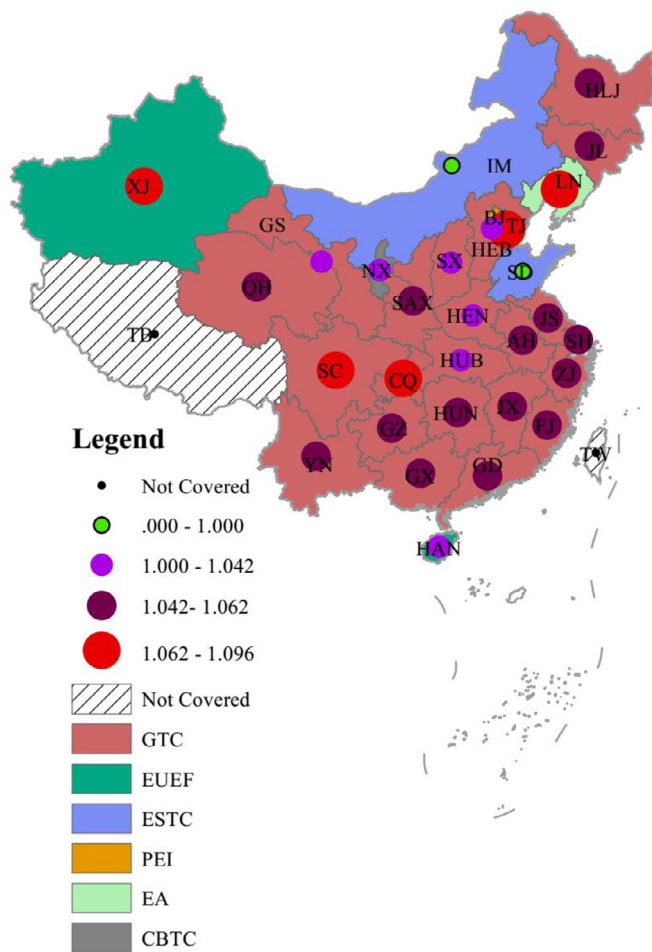 HLJ
JL
IM
LN
XJ
BJ
TJ
GS
HEB
NX
SX
SD
QH
SAX
HEN
JS
TB
AH
SH
HUB
SC
CQ
ZJ
HUN
JX
GZ
FJ
Legend
YN
GX
GD
TW
Not Covered
.000 - 1.000
HAN
1.000 - 1.042
1.042- 1.062
1.062 - 1.096
Not Covered
GTC
EUEF
ESTC
PEI
EA
CBTC